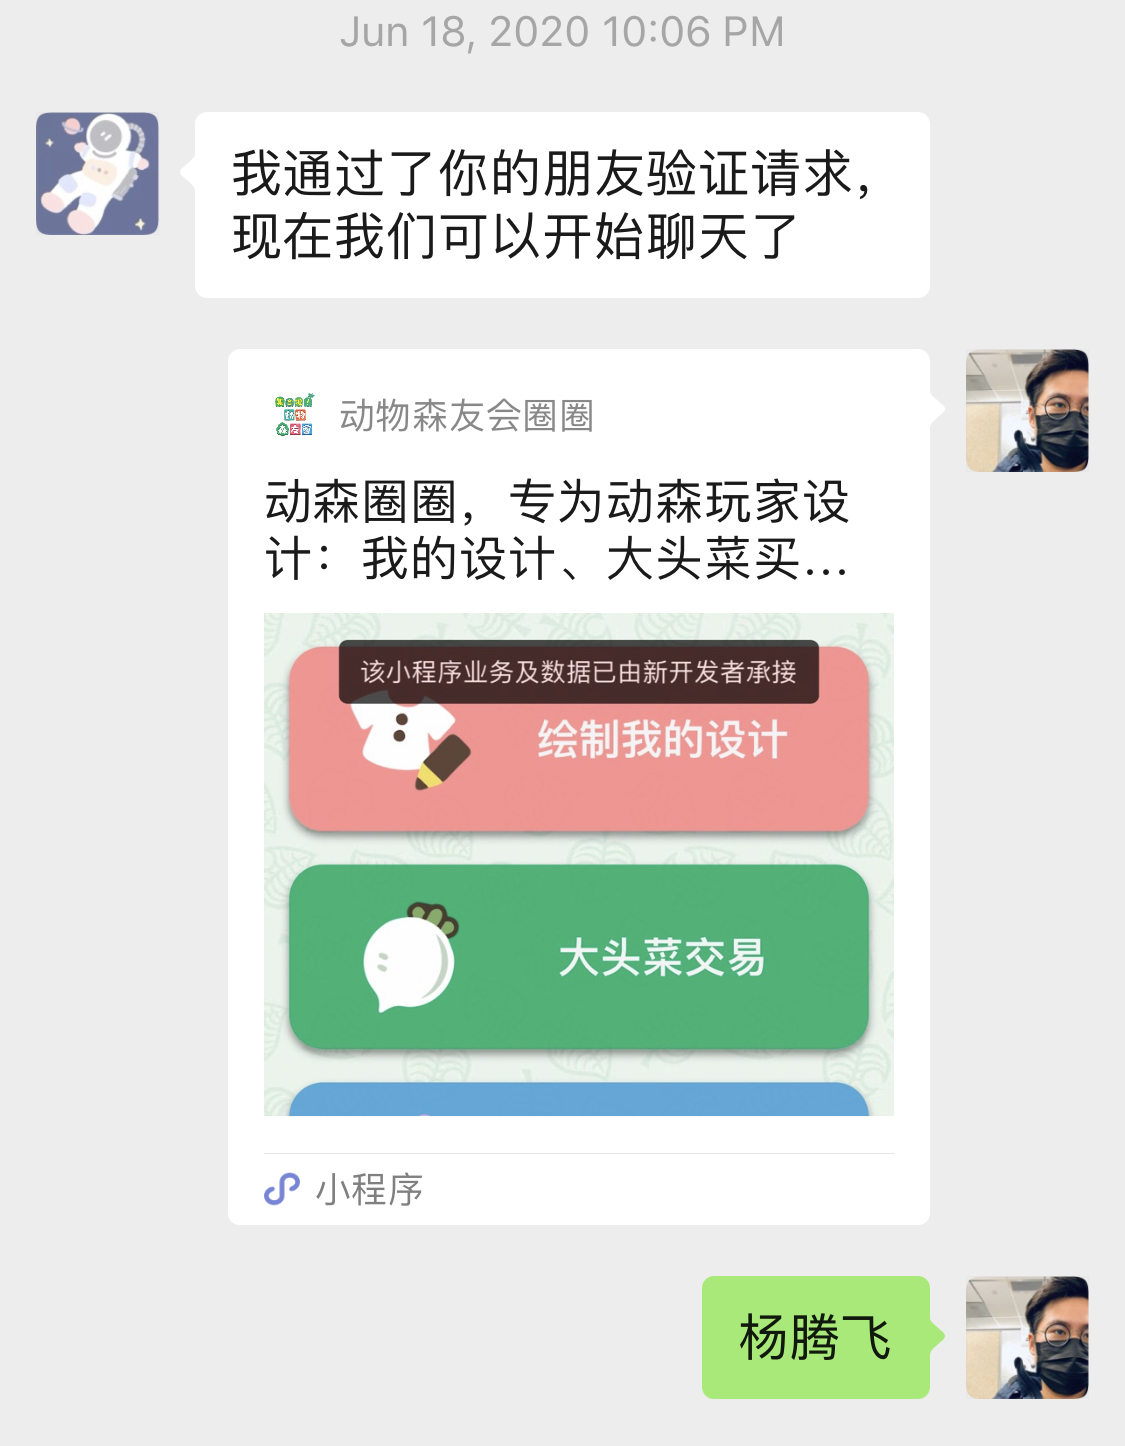 Jun 18, 2020 10:06 PM
我通过了你的朋友验证请求，
现在我们可以开始聊天了
动物森友会圈圈
动森圈圈，专为动森玩家设
计：我的设计、大头菜买...
该小程序业务及数据已由新开发者承接
绘制我的设计
大头菜交易
小程序
杨腾飞